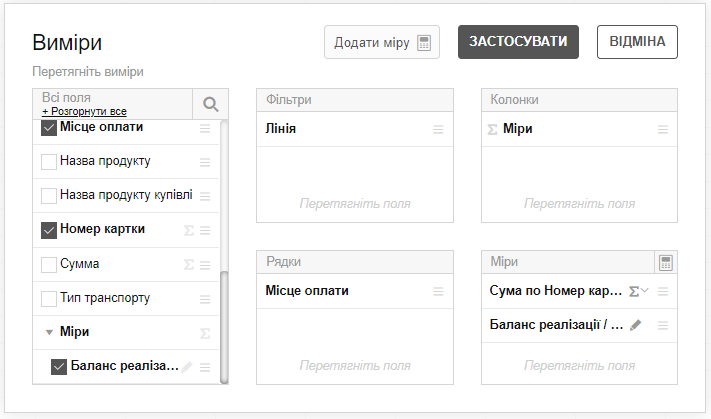 Виміри
Додати міру
ЗАСТОСУВАТИ
ВІДМІНА
Перетягніть виміри
Всі поля
+ Розгорнути все
Місце оплати
Назва продукту
Назва продукту купівлі
Номер картки
Сумма
Тип транспорту
Міри
Баланс реаліза...
Фільтри
Лінія
Перетягніть поля
Колонки
Σ Міри
Перетягніть поля
Рядки
Місце оплати
Перетягніть поля
Міри
Сума по Номер кар... Σ
Баланс реалізації / ...
Перетягніть поля